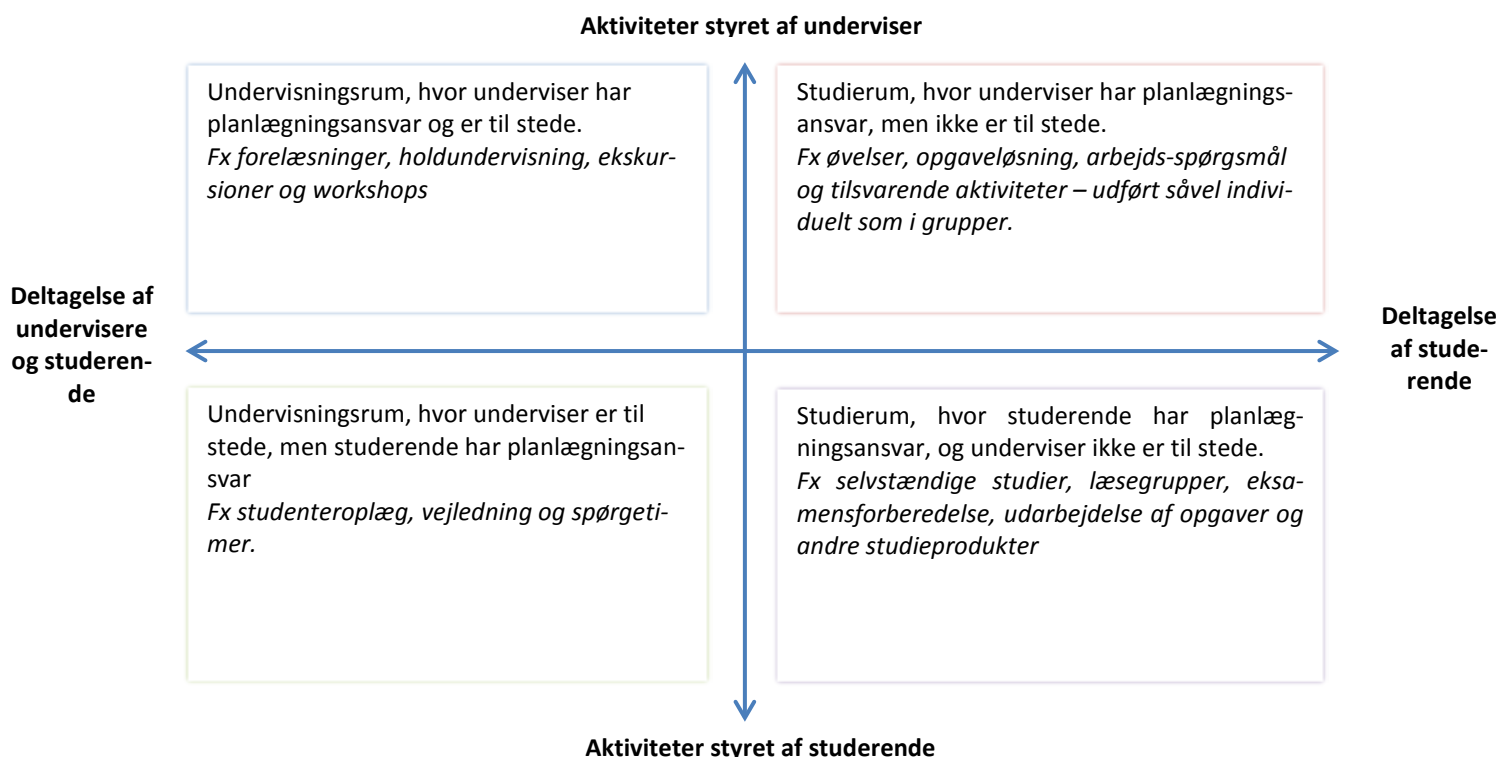 Aktiviteter styret af underviser
Undervisningsrum, hvor underviser har
planlægningsansvar og er til stede.
Fx forelæsninger, holdundervisning, ekskur-
sioner og workshops
Studierum, hvor underviser har planlægnings-
ansvar, men ikke er til stede.
Fx øvelser, opgaveløsning, arbejds-spørgsmål
og tilsvarende aktiviteter – udført såvel indivi-
duelt som i grupper.
Deltagelse af
undervisere
og studeren-
de
Deltagelse
af stude-
rende
Undervisningsrum, hvor underviser er til
stede, men studerende har planlægningsan-
svar
Fx studenteroplæg, vejledning og spørgeti-
mer.
Studierum, hvor studerende har planlæg-
ningsansvar, og underviser ikke er til stede.
Fx selvstændige studier, læsegrupper, eksa-
mensforberedelse, udarbejdelse af opgaver og
andre studieprodukter
Aktiviteter styret af studerende